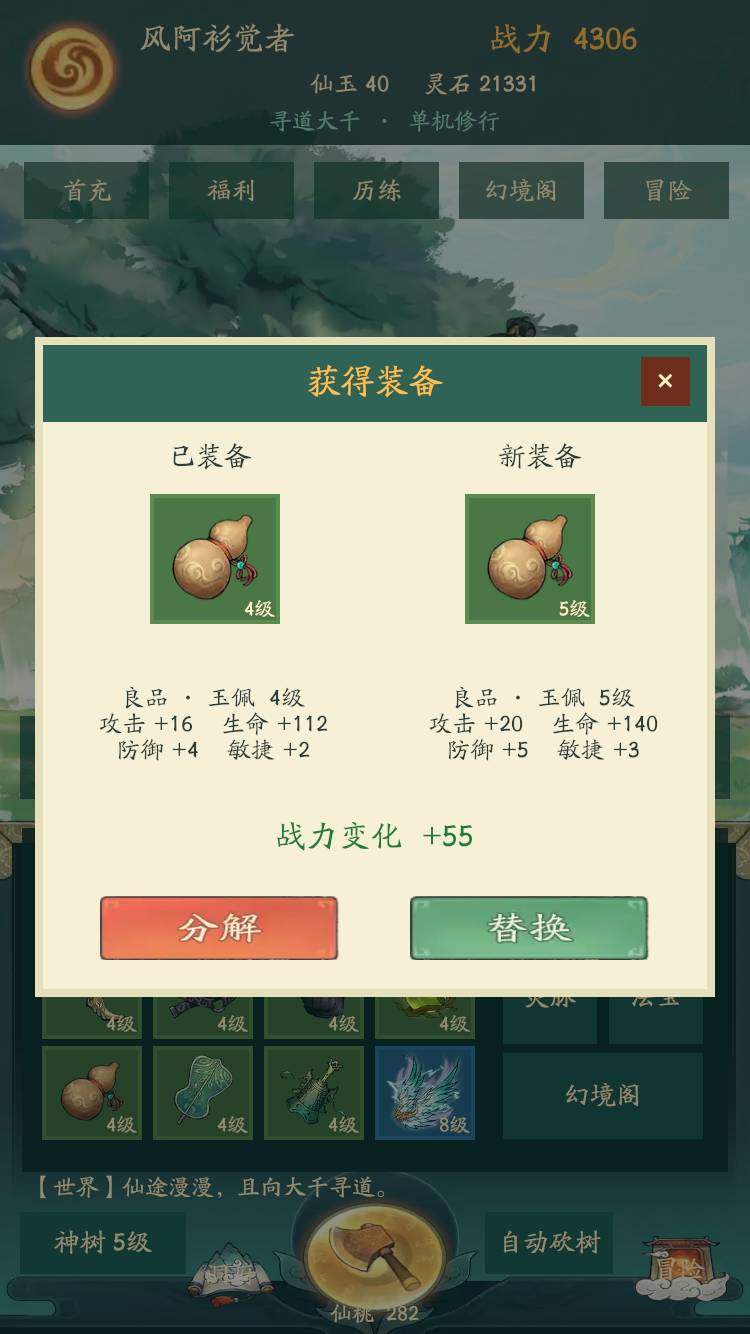 风阿衫觉者 战力 4306
仙玉 40 灵石 21331
寻道大千 · 单机修行
首充 福利 历练 幻境阁 冒险
获得装备 ×
已装备 新装备
4级 5级
良品 · 玉佩 4级
攻击 +16 生命 +112
防御 +4 敏捷 +2
良品 · 玉佩 5级
攻击 +20 生命 +140
防御 +5 敏捷 +3
战力变化 +55
分解 替换
4级 4级 4级 4级 法宝
4级 4级 4级 8级 幻境阁
【世界】仙途漫漫，且向大千寻道。
神树 5级 自动砍树
冒险
仙桃 282